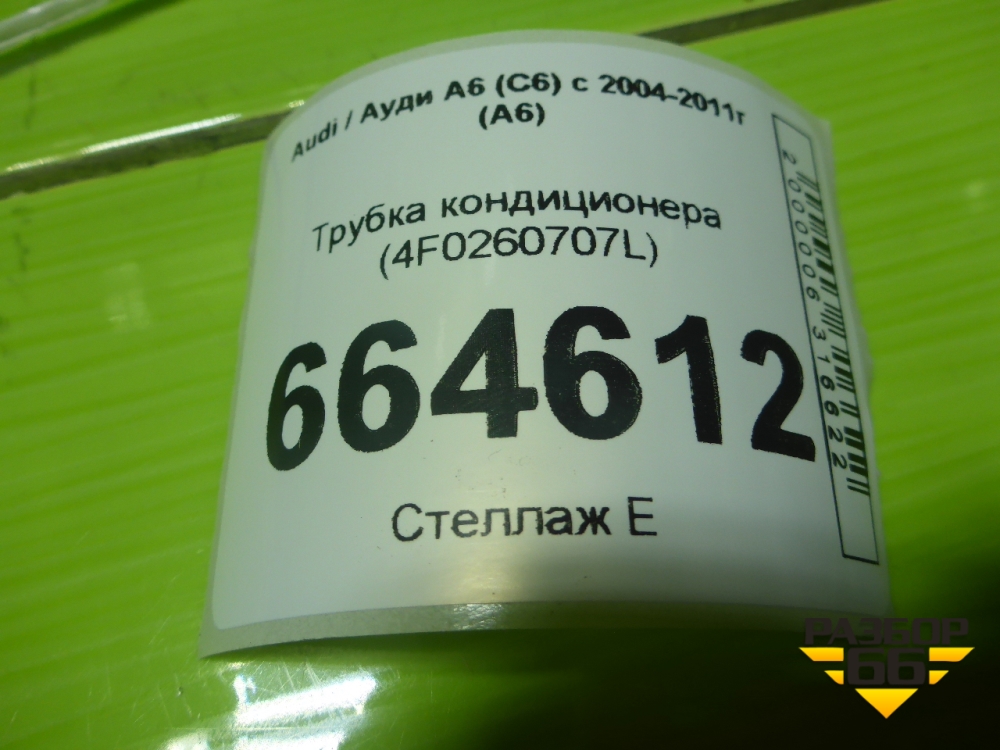 Audi / Ауди А6 (С6) с 2004-2011г
(А6)
Трубка кондиционера
(4F0260707L)
664612
Стеллаж Е
2000006316622
РАЗБОР
66